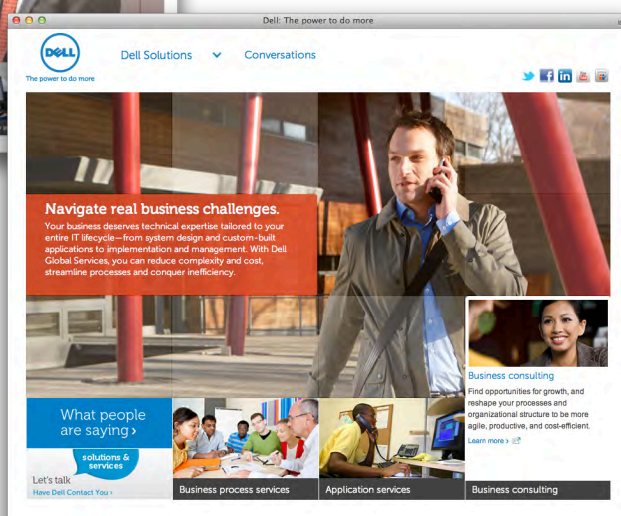 Dell: The power to do more
DELL
The power to do more
Dell Solutions
Conversations
Navigate real business challenges.
Your business deserves technical expertise tailored to your
entire IT lifecycle—from system design and custom-built
applications to implementation and management. With Dell
Global Services, you can reduce complexity and cost,
streamline processes and conquer inefficiency.
Business consulting
Find opportunities for growth, and
reshape your processes and
organizational structure to be more
agile, productive, and cost-efficient.
Learn more ›
What people
are saying ›
solutions &
services
Let's talk
Have Dell Contact You ›
Business process services
Application services
Business consulting